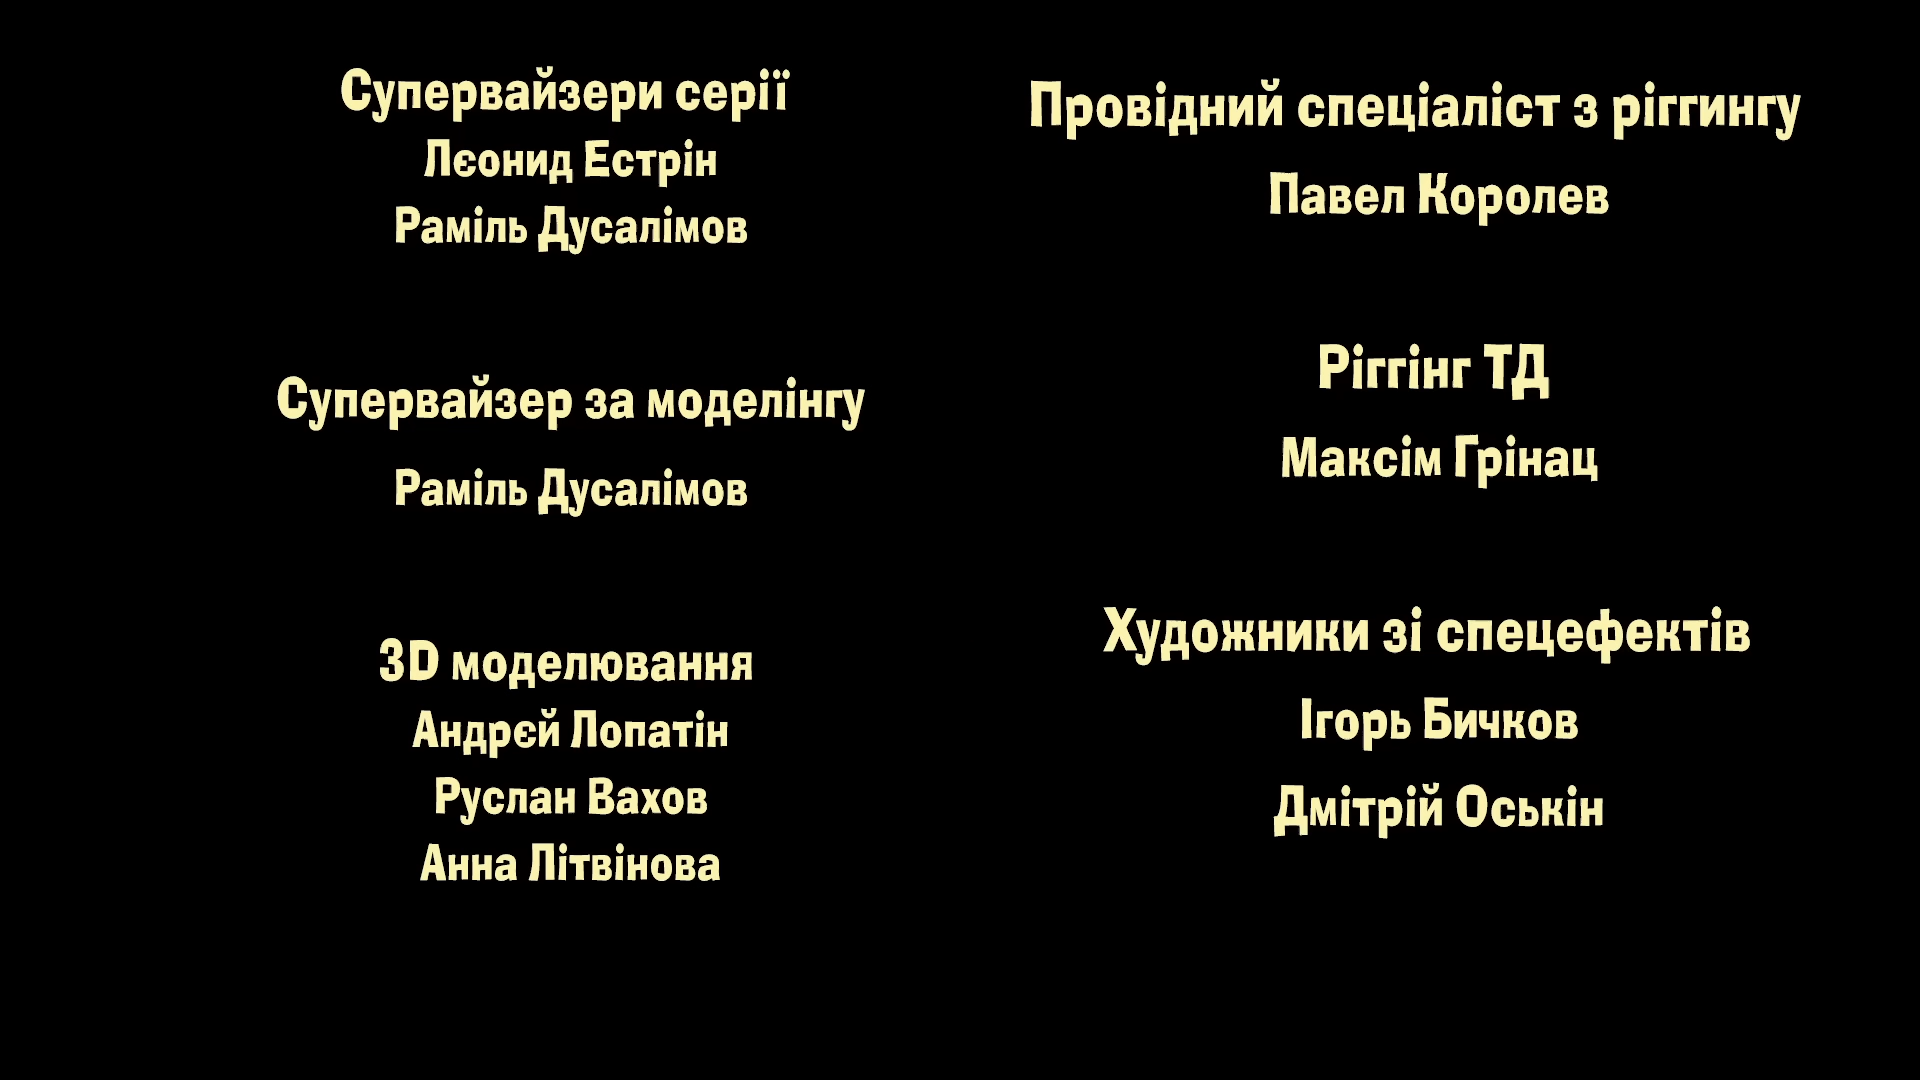 Супервайзери серії
Лєонид Естрін
Раміль Дусалімов
Супервайзер за моделінгу
Раміль Дусалімов
3D моделювання
Андрєй Лопатін
Руслан Вахов
Анна Літвінова
Провідний спеціаліст з ріггингу
Павел Королев
Ріггінг ТД
Максім Грінац
Художники зі спецефектів
Ігорь Бичков
Дмітрій Оськін